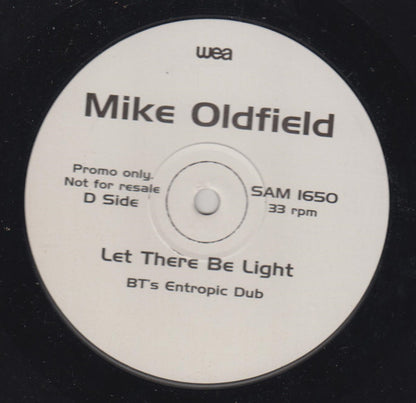 wea
Mike Oldfield
Promo only.
Not for resale
D Side
SAM 1650
33 rpm
Let There Be Light
BT's Entropic Dub